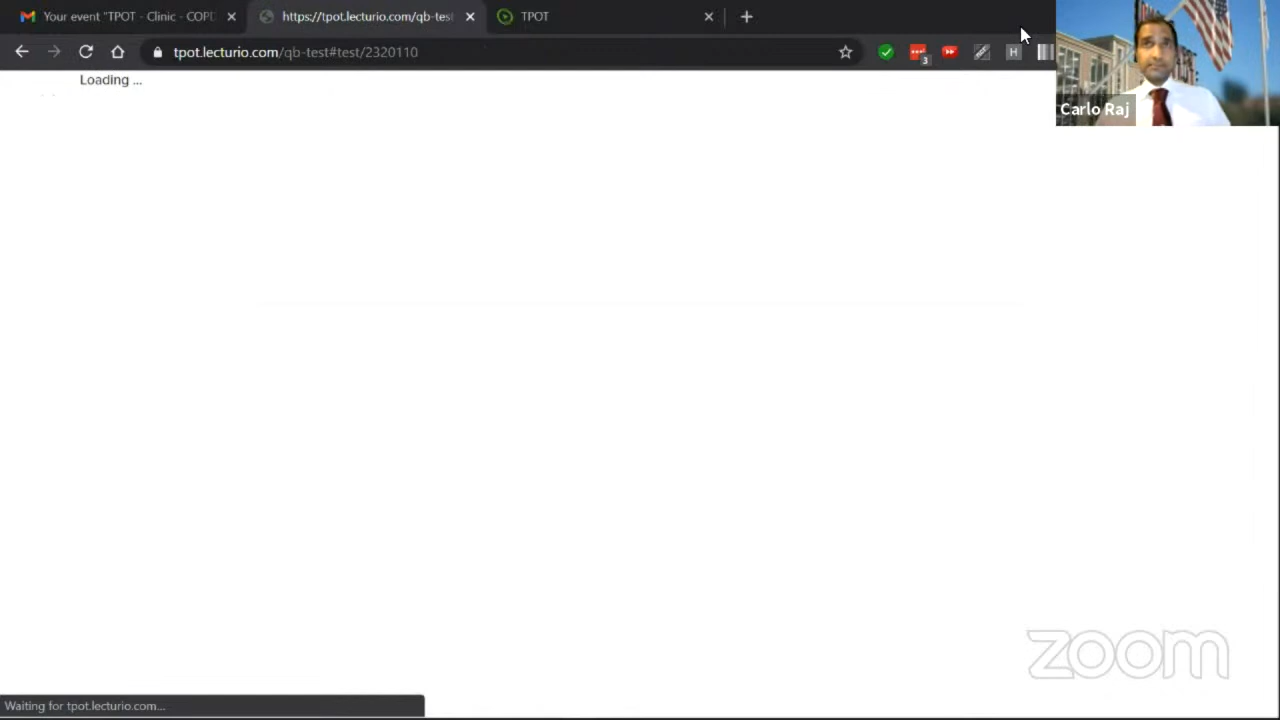 Your event "TPOT - Clinic - COPD
https://tpot.lecturio.com/qb-test
TPOT
tpot.lecturio.com/qb-test#test/2320110
3
H
Loading ...
Carlo Raj
zoom
Waiting for tpot.lecturio.com...